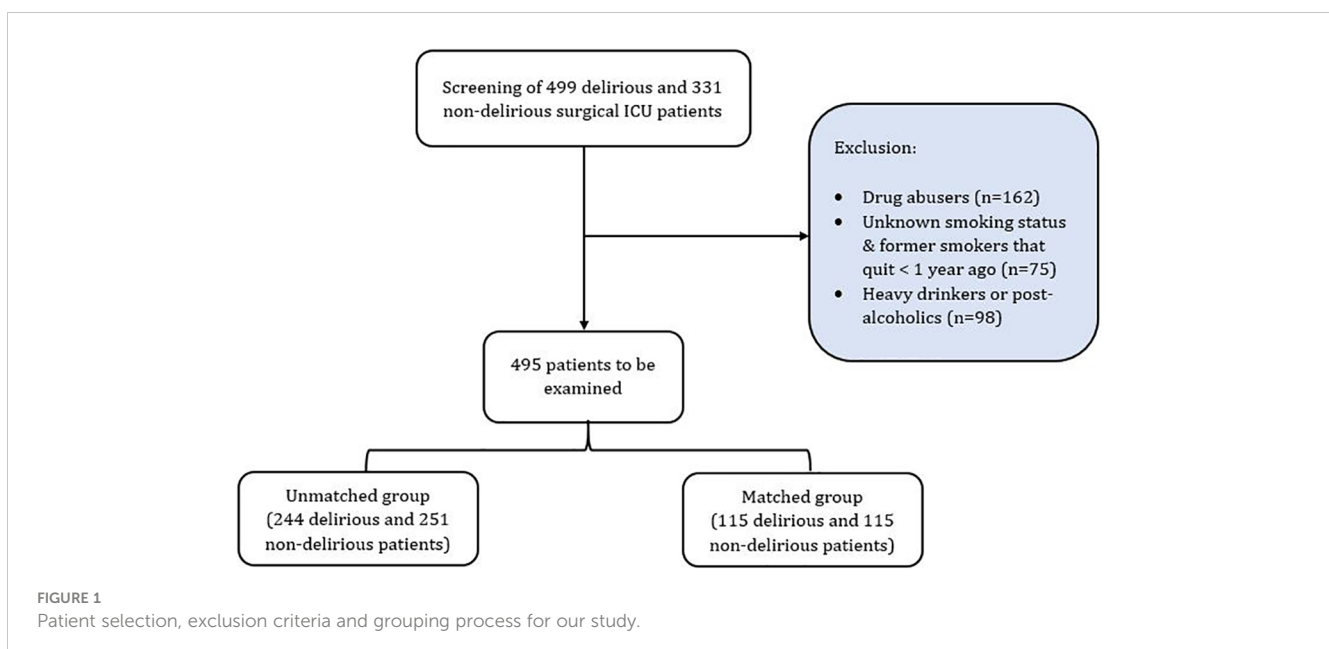 Screening of 499 delirious and 331
non-delirious surgical ICU patients
Exclusion:
• Drug abusers (n=162)
• Unknown smoking status
& former smokers that
quit < 1 year ago (n=75)
• Heavy drinkers or post-
alcoholics (n=98)
495 patients to be
examined
Unmatched group
(244 delirious and 251
non-delirious patients)
Matched group
(115 delirious and 115
non-delirious patients)
FIGURE 1
Patient selection, exclusion criteria and grouping process for our study.